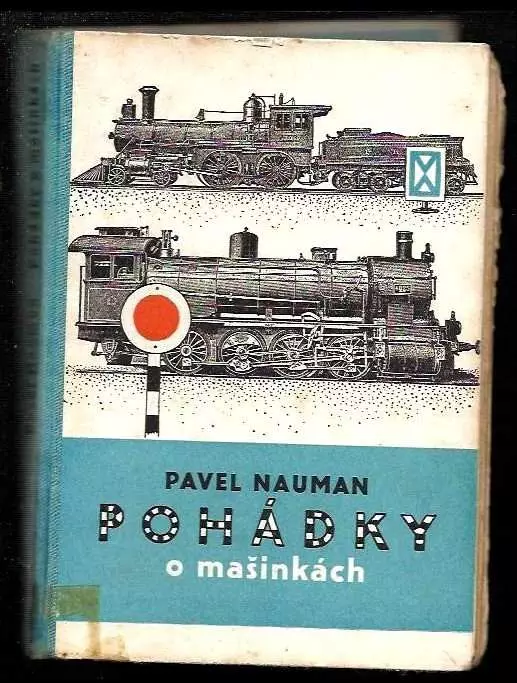 PAVEL NAUMAN
POHÁDKY
o mašinkách